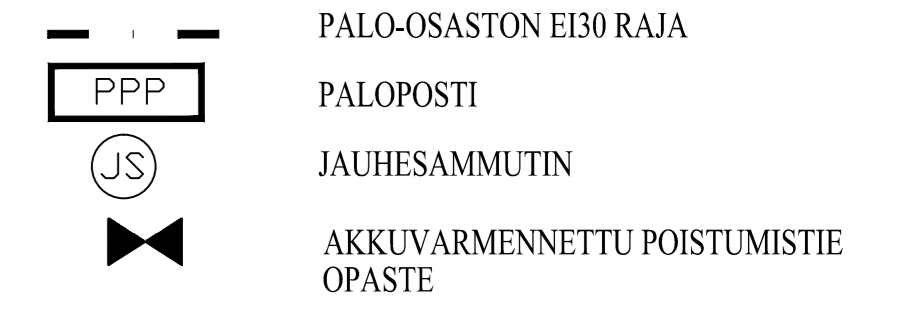 PALO-OSASTON EI30 RAJA
PPP PALOPOSTI
JS JAUHESAMMUTIN
AKKUVARMENNETTU POISTUMISTIE
OPASTE